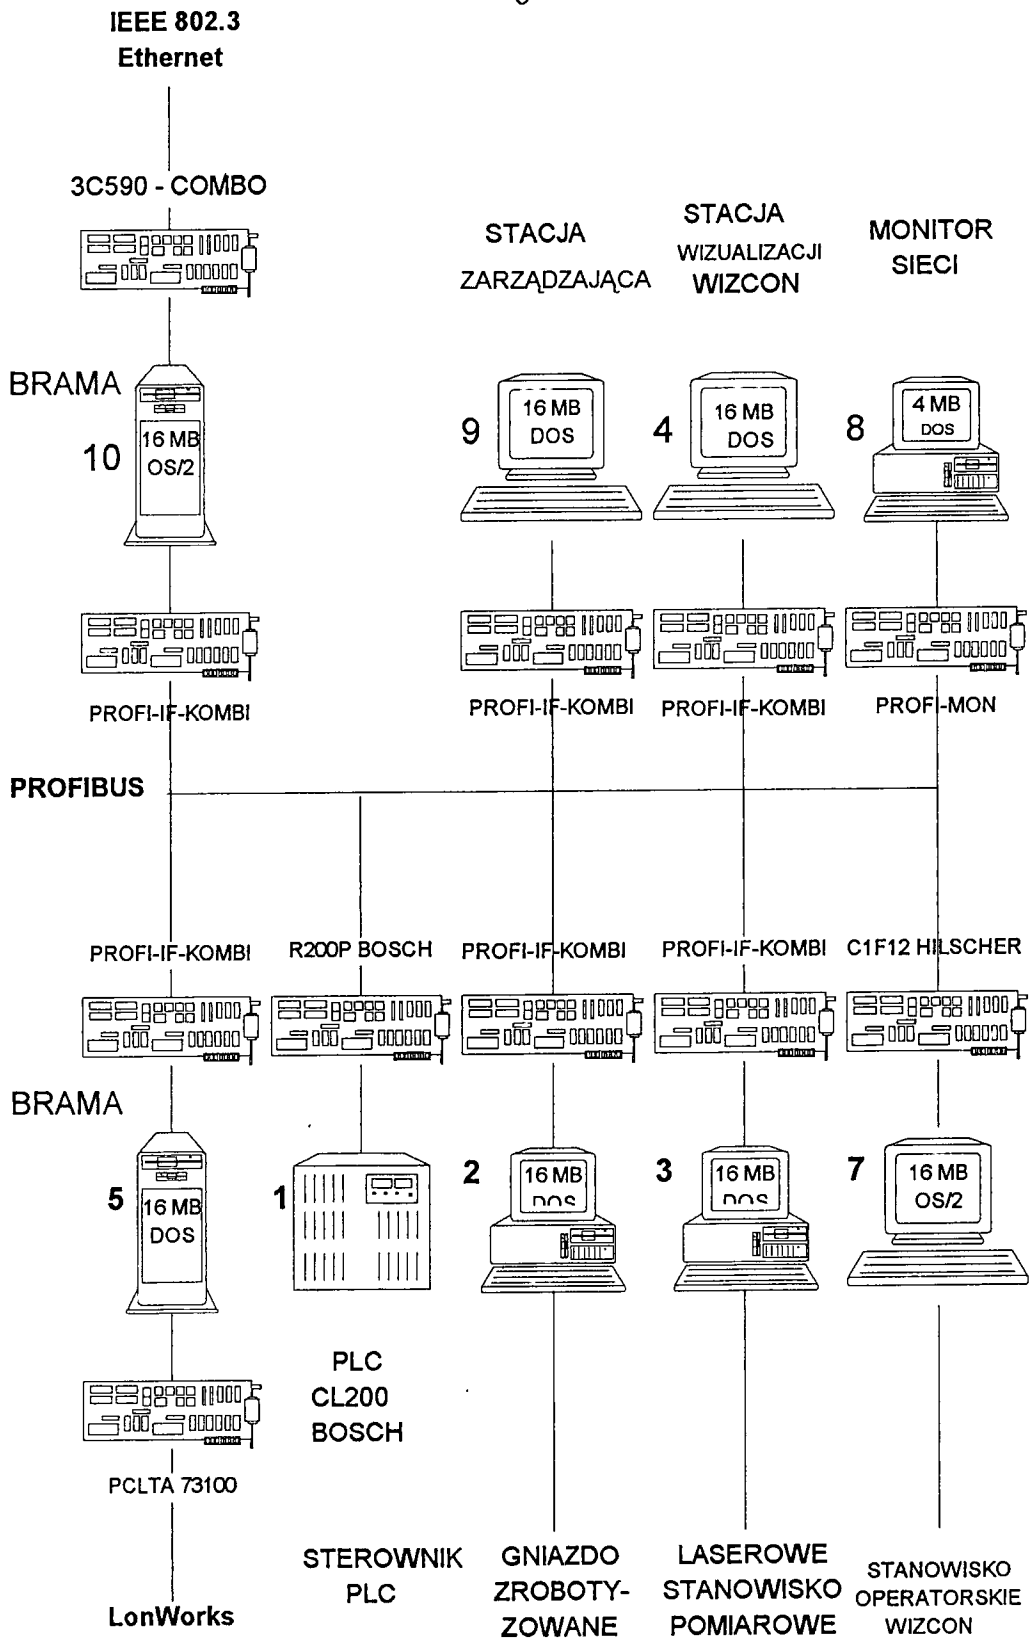 IEEE 802.3
Ethernet
3C590 - COMBO
STACJA
ZARZĄDZAJĄCA
STACJA
WIZUALIZACJI
WIZCON
MONITOR
SIECI
BRAMA
10
16 MB
OS/2
9
16 MB
DOS
4
16 MB
DOS
8
4 MB
DOS
PROFI-IF-KOMBI
PROFI-IF-KOMBI
PROFI-IF-KOMBI
PROFI-MON
PROFIBUS
PROFI-IF-KOMBI
R200P BOSCH
PROFI-IF-KOMBI
PROFI-IF-KOMBI
C1F12 HILSCHER
BRAMA
5
16 MB
DOS
1
2
16 MB
DOS
3
16 MB
DOS
7
16 MB
OS/2
PLC
CL200
BOSCH
PCLTA 73100
LonWorks
STEROWNIK
PLC
GNIAZDO
ZROBOTY-
ZOWANE
LASEROWE
STANOWISKO
POMIAROWE
STANOWISKO
OPERATORSKIE
WIZCON